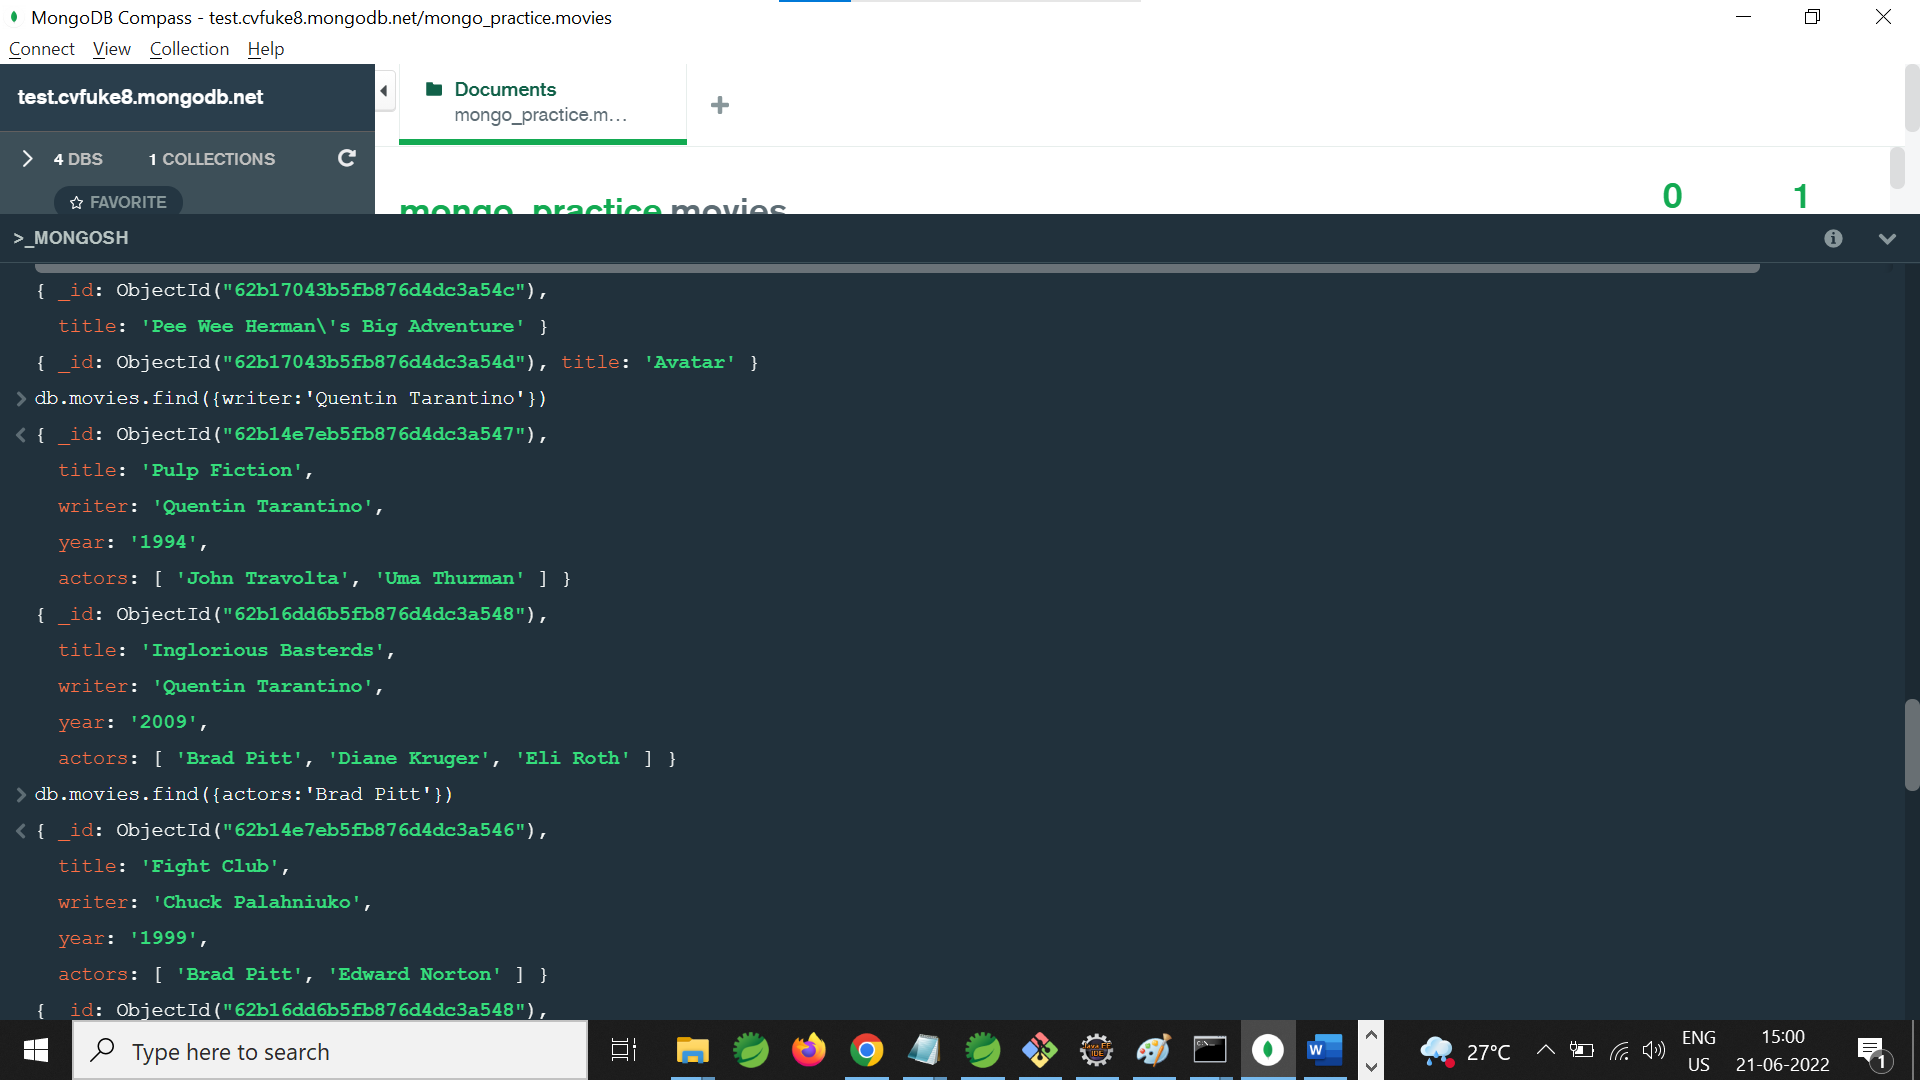 MongoDB Compass - test.cvfuke8.mongodb.net/mongo_practice.movies
Connect View Collection Help
test.cvfuke8.mongodb.net
Documents
mongo_practice.m...
4 DBS 1 COLLECTIONS
FAVORITE
mongo_practice.movies
0 1
>_MONGOSH
{ _id: ObjectId("62b17043b5fb876d4dc3a54c"),
title: 'Pee Wee Herman\'s Big Adventure' }
{ _id: ObjectId("62b17043b5fb876d4dc3a54d"), title: 'Avatar' }
db.movies.find({writer:'Quentin Tarantino'})
{ _id: ObjectId("62b14e7eb5fb876d4dc3a547"),
title: 'Pulp Fiction',
writer: 'Quentin Tarantino',
year: '1994',
actors: [ 'John Travolta', 'Uma Thurman' ] }
{ _id: ObjectId("62b16dd6b5fb876d4dc3a548"),
title: 'Inglorious Basterds',
writer: 'Quentin Tarantino',
year: '2009',
actors: [ 'Brad Pitt', 'Diane Kruger', 'Eli Roth' ] }
db.movies.find({actors:'Brad Pitt'})
{ _id: ObjectId("62b14e7eb5fb876d4dc3a546"),
title: 'Fight Club',
writer: 'Chuck Palahniuko',
year: '1999',
actors: [ 'Brad Pitt', 'Edward Norton' ] }
{ _id: ObjectId("62b16dd6b5fb876d4dc3a548"),
Type here to search
27°C
ENG
US
15:00
21-06-2022
1